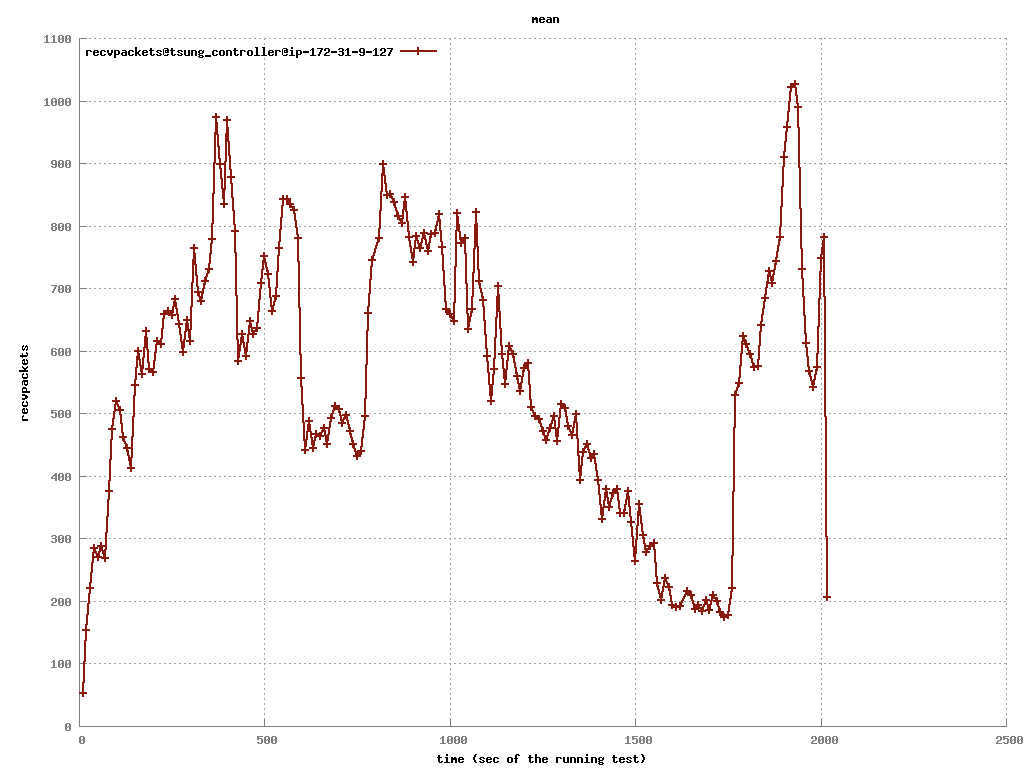 mean
recvpackets@tsung_controller@ip-172-31-9-127
1100
1000
900
800
700
600
500
400
300
200
100
0
recvpackets
0 500 1000 1500 2000 2500
time (sec of the running test)